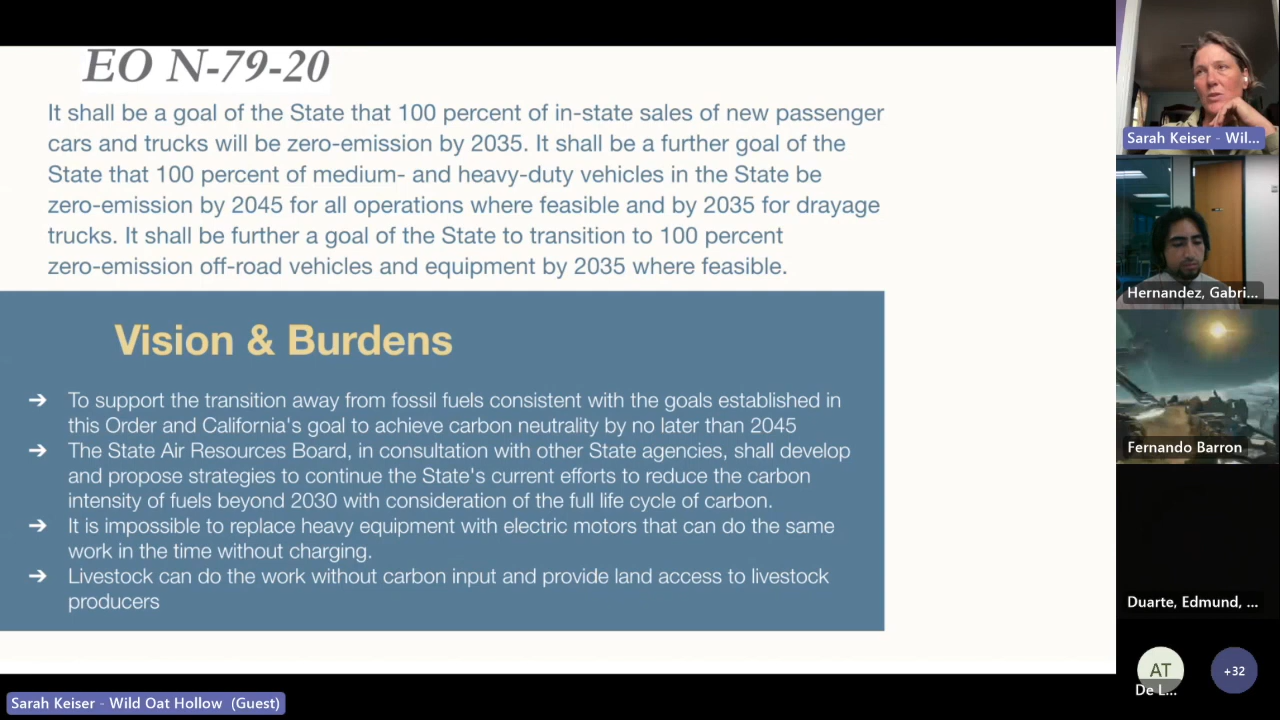 EO N-79-20
It shall be a goal of the State that 100 percent of in-state sales of new passenger
cars and trucks will be zero-emission by 2035. It shall be a further goal of the
State that 100 percent of medium- and heavy-duty vehicles in the State be
zero-emission by 2045 for all operations where feasible and by 2035 for drayage
trucks. It shall be further a goal of the State to transition to 100 percent
zero-emission off-road vehicles and equipment by 2035 where feasible.
Vision & Burdens
➔ To support the transition away from fossil fuels consistent with the goals established in
this Order and California's goal to achieve carbon neutrality by no later than 2045
➔ The State Air Resources Board, in consultation with other State agencies, shall develop
and propose strategies to continue the State's current efforts to reduce the carbon
intensity of fuels beyond 2030 with consideration of the full life cycle of carbon.
➔ It is impossible to replace heavy equipment with electric motors that can do the same
work in the time without charging.
➔ Livestock can do the work without carbon input and provide land access to livestock
producers
Sarah Keiser - Wild Oat Hollow (Guest)
Sarah Keiser - Wil...
Hernandez, Gabri...
Fernando Barron
Duarte, Edmund, ...
AT
De L...
+32